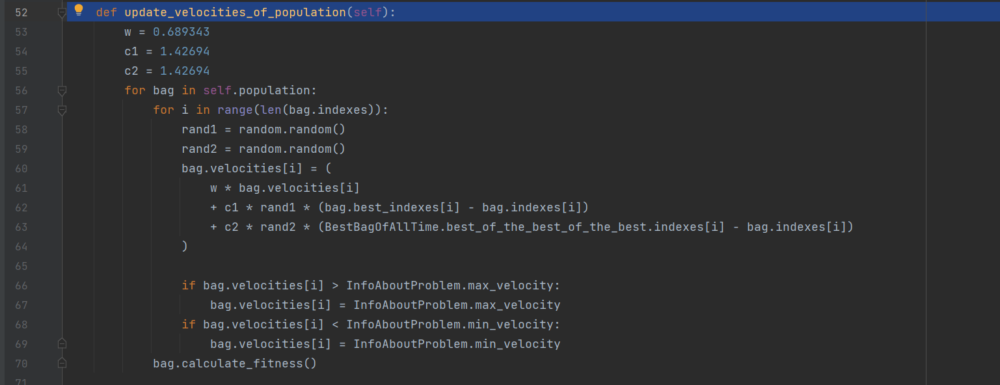 52 def update_velocities_of_population(self):
53 w = 0.689343
54 c1 = 1.42694
55 c2 = 1.42694
56 for bag in self.population:
57 for i in range(len(bag.indexes)):
58 rand1 = random.random()
59 rand2 = random.random()
60 bag.velocities[i] = (
61 w * bag.velocities[i]
62 + c1 * rand1 * (bag.best_indexes[i] - bag.indexes[i])
63 + c2 * rand2 * (BestBagOfAllTime.best_of_the_best_of_the_best.indexes[i] - bag.indexes[i])
64 )
65
66 if bag.velocities[i] > InfoAboutProblem.max_velocity:
67 bag.velocities[i] = InfoAboutProblem.max_velocity
68 if bag.velocities[i] < InfoAboutProblem.min_velocity:
69 bag.velocities[i] = InfoAboutProblem.min_velocity
70 bag.calculate_fitness()
71